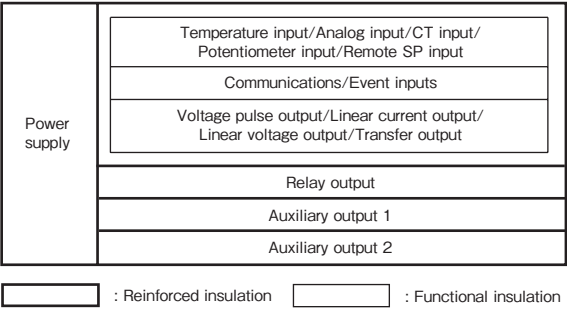 Temperature input/Analog input/CT input/
Potentiometer input/Remote SP input
Communications/Event inputs
Voltage pulse output/Linear current output/
Linear voltage output/Transfer output
Power
supply
Relay output
Auxiliary output 1
Auxiliary output 2
: Reinforced insulation
: Functional insulation